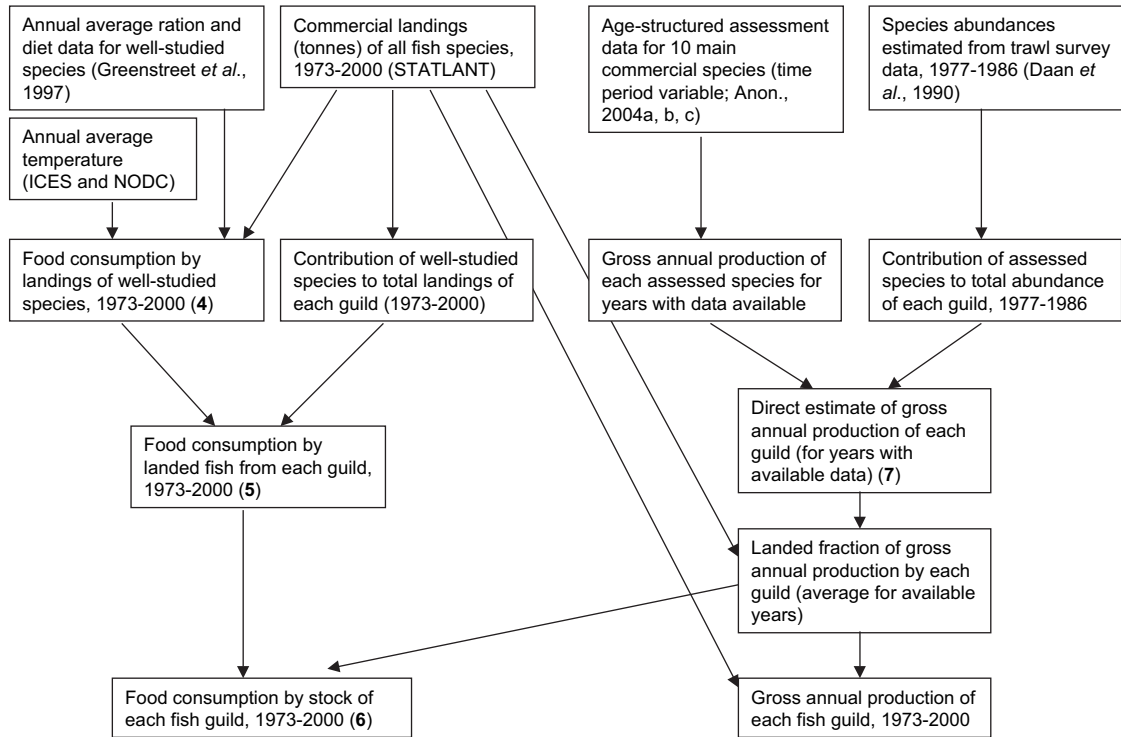 Annual average ration and
diet data for well-studied
species (Greenstreet et al.,
1997)
Commercial landings
(tonnes) of all fish species,
1973-2000 (STATLANT)
Age-structured assessment
data for 10 main
commercial species (time
period variable; Anon.,
2004a, b, c)
Species abundances
estimated from trawl survey
data, 1977-1986 (Daan et
al., 1990)
Annual average
temperature
(ICES and NODC)
Food consumption by
landings of well-studied
species, 1973-2000 (4)
Contribution of well-studied
species to total landings of
each guild (1973-2000)
Gross annual production of
each assessed species for
years with data available
Contribution of assessed
species to total abundance
of each guild, 1977-1986
Food consumption by
landed fish from each guild,
1973-2000 (5)
Direct estimate of gross
annual production of each
guild (for years with
available data) (7)
Landed fraction of gross
annual production by each
guild (average for available
years)
Food consumption by stock of
each fish guild, 1973-2000 (6)
Gross annual production of
each fish guild, 1973-2000